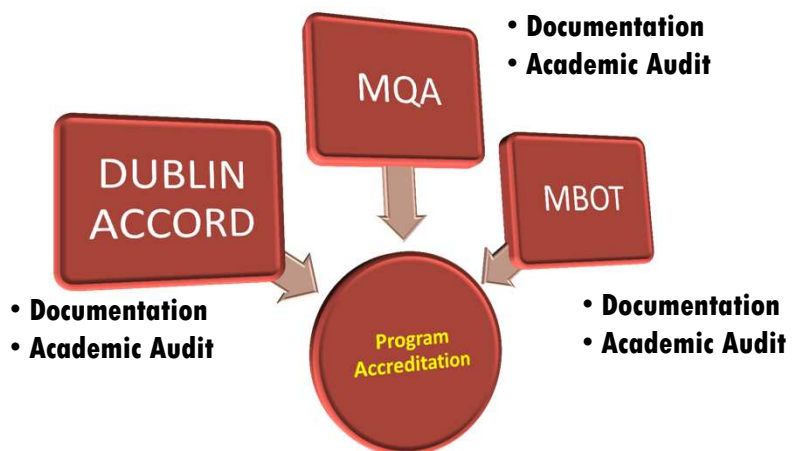 • Documentation
• Academic Audit
MQA
DUBLIN
ACCORD
MBOT
• Documentation
• Academic Audit
• Documentation
• Academic Audit
Program
Accreditation